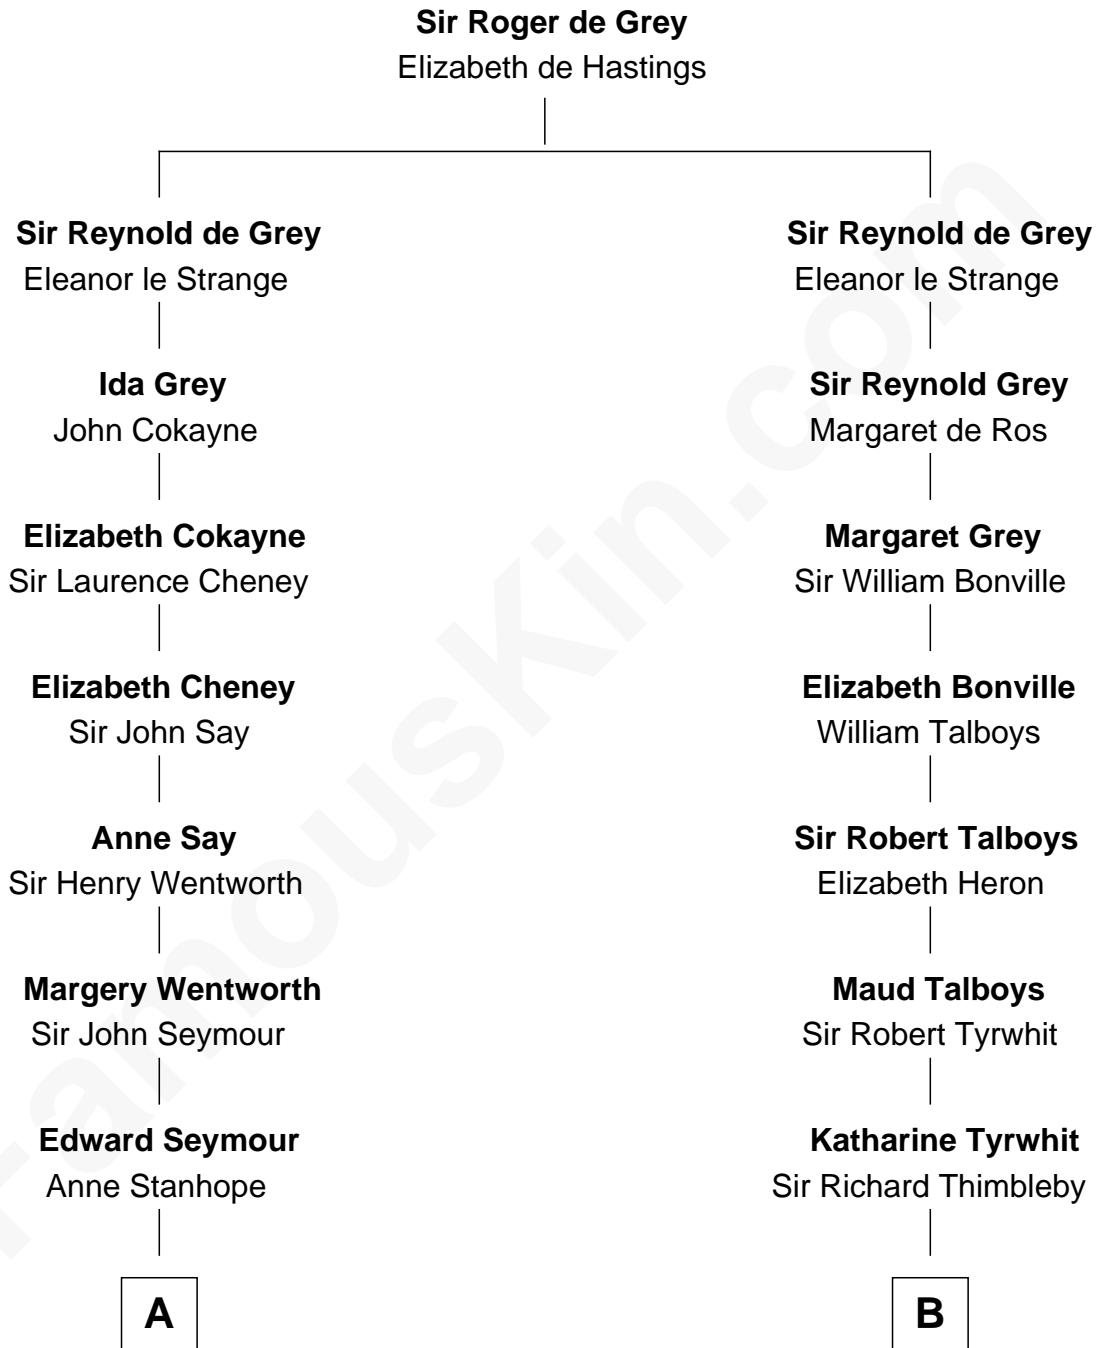 Sir Roger de Grey
Elizabeth de Hastings
Sir Reynold de Grey
Eleanor le Strange
Ida Grey
John Cokayne
Elizabeth Cokayne
Sir Laurence Cheney
Elizabeth Cheney
Sir John Say
Anne Say
Sir Henry Wentworth
Margery Wentworth
Sir John Seymour
Edward Seymour
Anne Stanhope
A
Sir Reynold de Grey
Eleanor le Strange
Sir Reynold Grey
Margaret de Ros
Margaret Grey
Sir William Bonville
Elizabeth Bonville
William Talboys
Sir Robert Talboys
Elizabeth Heron
Maud Talboys
Sir Robert Tyrwhit
Katharine Tyrwhit
Sir Richard Thimbleby
B
FamousKin.com